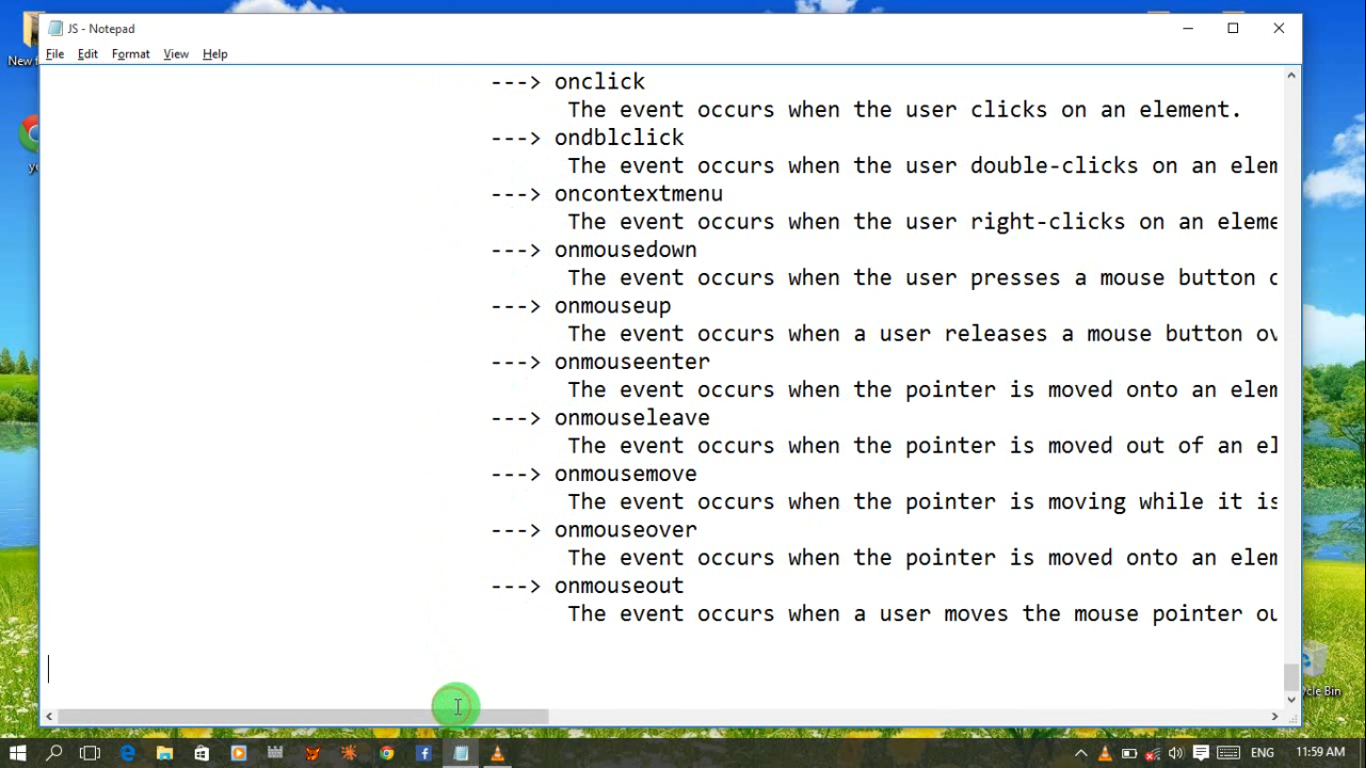 JS - Notepad
File Edit Format View Help
---> onclick
The event occurs when the user clicks on an element.
---> ondblclick
The event occurs when the user double-clicks on an elem
---> oncontextmenu
The event occurs when the user right-clicks on an eleme
---> onmousedown
The event occurs when the user presses a mouse button
---> onmouseup
The event occurs when a user releases a mouse button ov
---> onmouseenter
The event occurs when the pointer is moved onto an elem
---> onmouseleave
The event occurs when the pointer is moved out of an el
---> onmousemove
The event occurs when the pointer is moving while it is
---> onmouseover
The event occurs when the pointer is moved onto an elem
---> onmouseout
The event occurs when a user moves the mouse pointer ou
New
cle Bin
ENG 11:59 AM